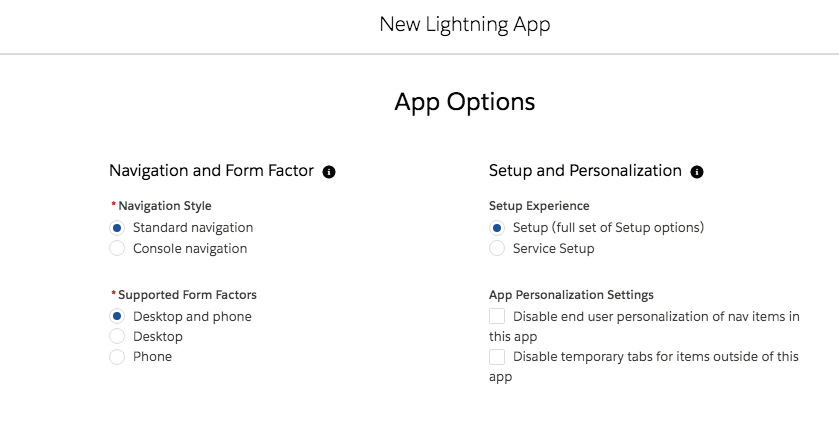 New Lightning App
App Options
Navigation and Form Factor
* Navigation Style
Standard navigation
Console navigation
* Supported Form Factors
Desktop and phone
Desktop
Phone
Setup and Personalization
Setup Experience
Setup (full set of Setup options)
Service Setup
App Personalization Settings
Disable end user personalization of nav items in
this app
Disable temporary tabs for items outside of this
app